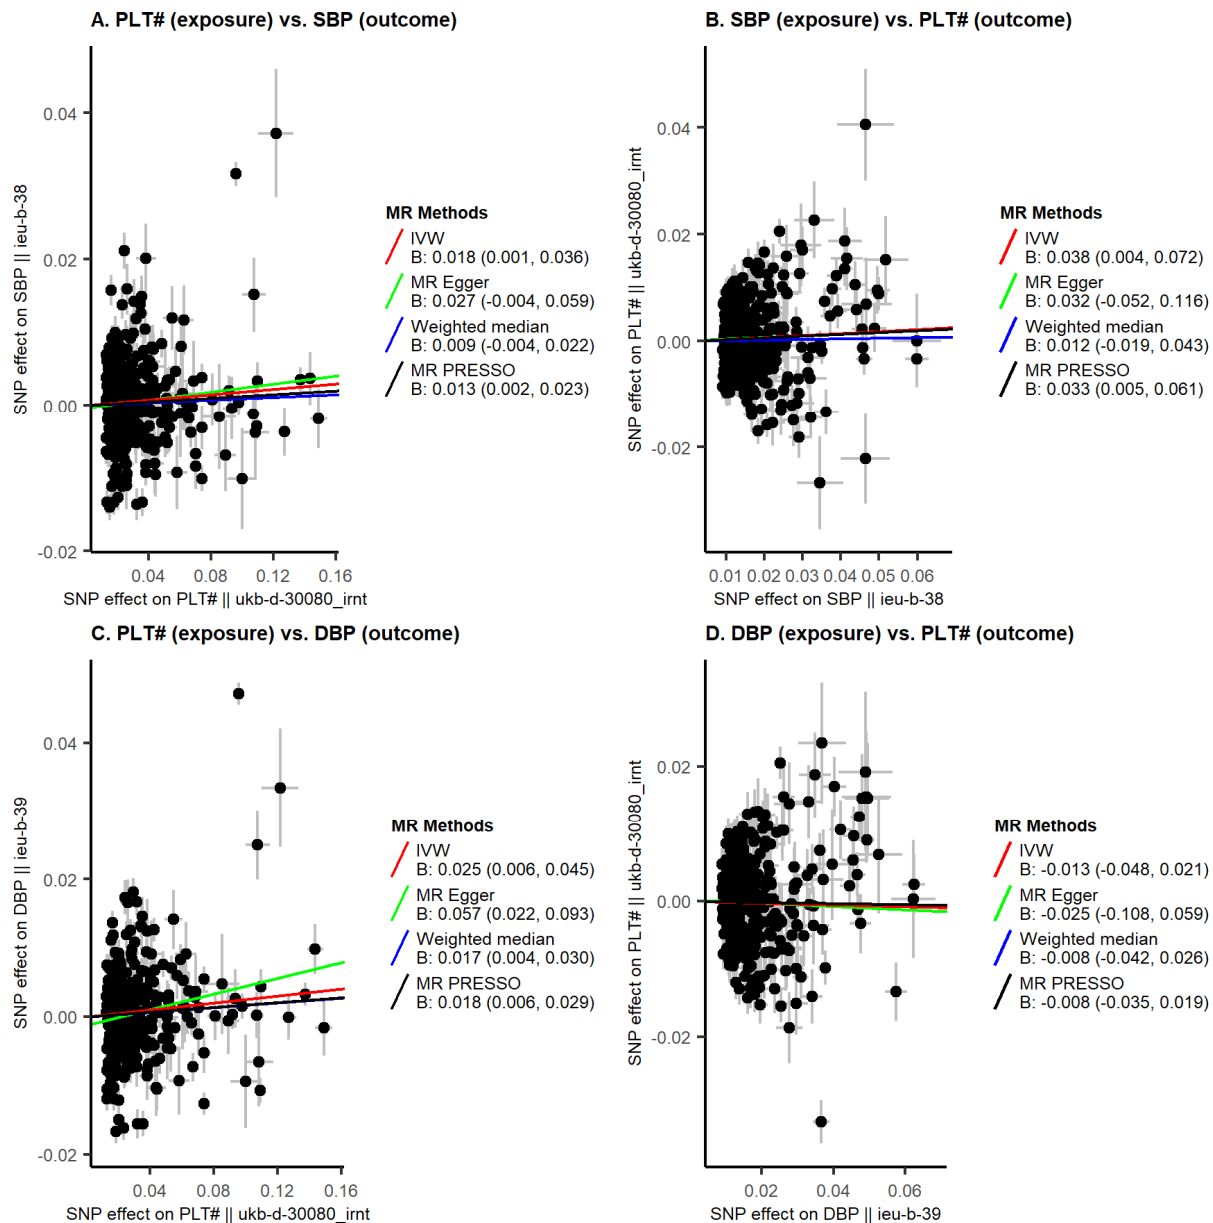 A. PLT# (exposure) vs. SBP (outcome)
SNP effect on SBP || ieu-b-38
0.04
0.02
0.00
-0.02
0.04 0.08 0.12 0.16
SNP effect on PLT# || ukb-d-30080_irnt
MR Methods
IVW
B: 0.018 (0.001, 0.036)
MR Egger
B: 0.027 (-0.004, 0.059)
Weighted median
B: 0.009 (-0.004, 0.022)
MR PRESSO
B: 0.013 (0.002, 0.023)
B. SBP (exposure) vs. PLT# (outcome)
SNP effect on PLT# || ukb-d-30080_irnt
0.04
0.02
0.00
-0.02
0.01 0.02 0.03 0.04 0.05 0.06
SNP effect on SBP || ieu-b-38
MR Methods
IVW
B: 0.038 (0.004, 0.072)
MR Egger
B: 0.032 (-0.052, 0.116)
Weighted median
B: 0.012 (-0.019, 0.043)
MR PRESSO
B: 0.033 (0.005, 0.061)
C. PLT# (exposure) vs. DBP (outcome)
SNP effect on DBP || ieu-b-39
0.04
0.02
0.00
-0.02
0.04 0.08 0.12 0.16
SNP effect on PLT# || ukb-d-30080_irnt
MR Methods
IVW
B: 0.025 (0.006, 0.045)
MR Egger
B: 0.057 (0.022, 0.093)
Weighted median
B: 0.017 (0.004, 0.030)
MR PRESSO
B: 0.018 (0.006, 0.029)
D. DBP (exposure) vs. PLT# (outcome)
SNP effect on PLT# || ukb-d-30080_irnt
0.02
0.00
-0.02
0.02 0.04 0.06
SNP effect on DBP || ieu-b-39
MR Methods
IVW
B: -0.013 (-0.048, 0.021)
MR Egger
B: -0.025 (-0.108, 0.059)
Weighted median
B: -0.008 (-0.042, 0.026)
MR PRESSO
B: -0.008 (-0.035, 0.019)